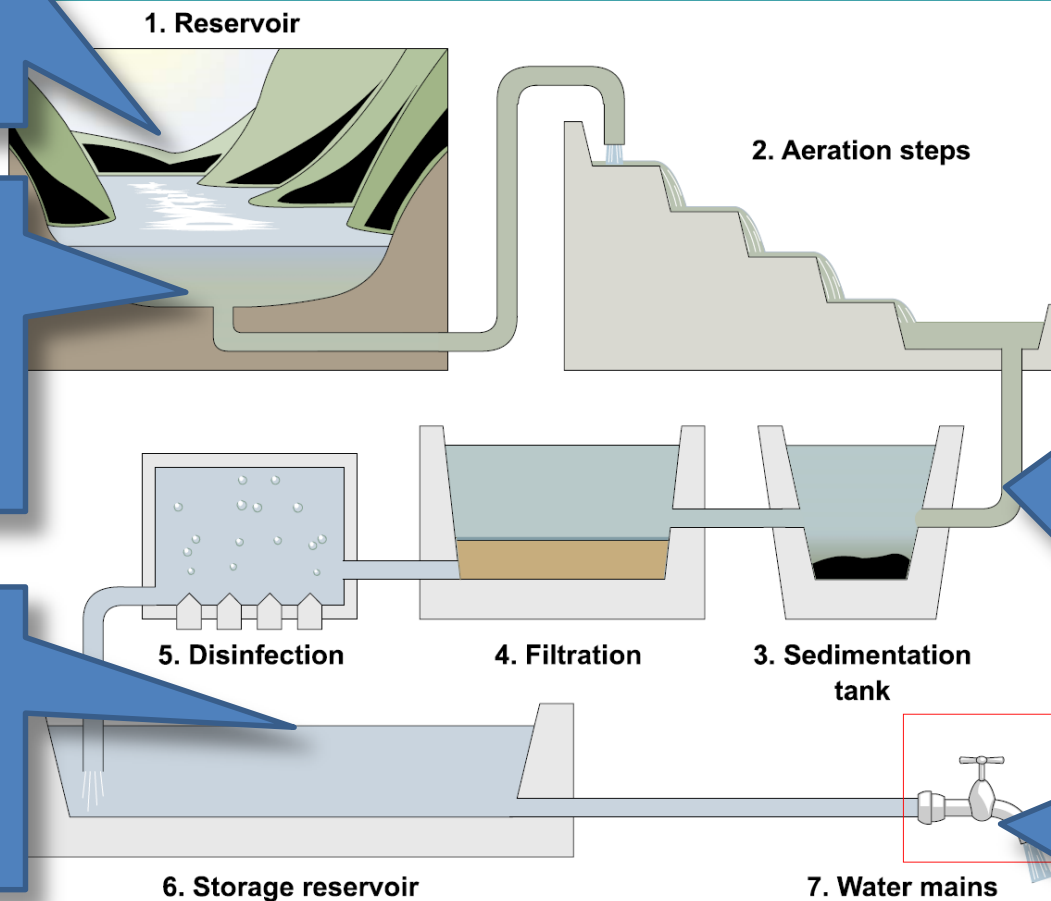 1. Reservoir
2. Aeration steps
5. Disinfection
4. Filtration
3. Sedimentation
tank
6. Storage reservoir
7. Water mains